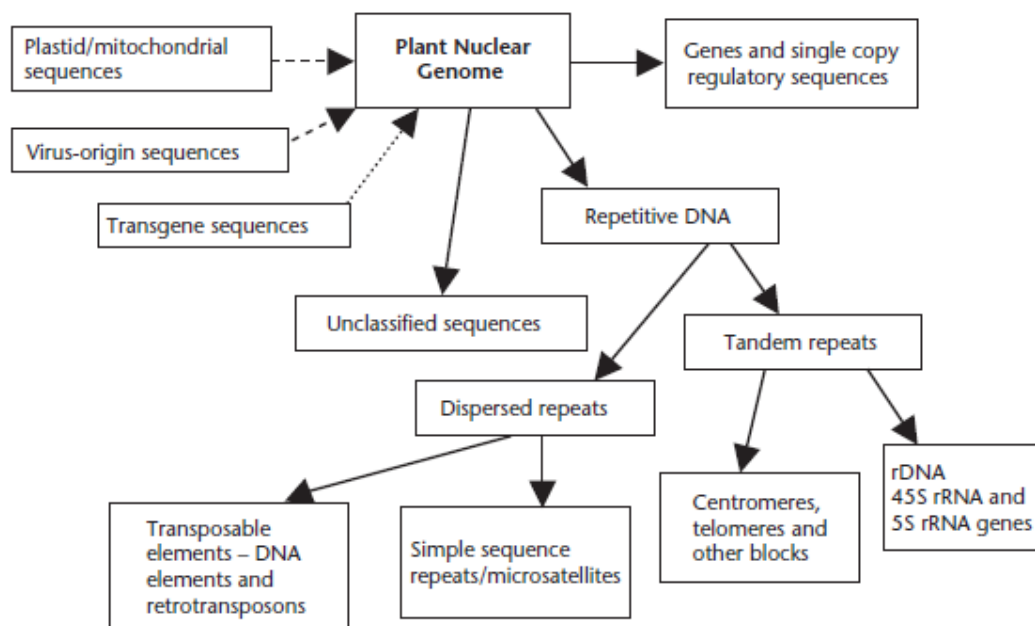 Plastid/mitochondrial
sequences
Plant Nuclear
Genome
Genes and single copy
regulatory sequences
Virus-origin sequences
Transgene sequences
Repetitive DNA
Unclassified sequences
Tandem repeats
Dispersed repeats
Transposable
elements – DNA
elements and
retrotransposons
Simple sequence
repeats/microsatellites
Centromeres,
telomeres and
other blocks
rDNA
45S rRNA and
5S rRNA genes